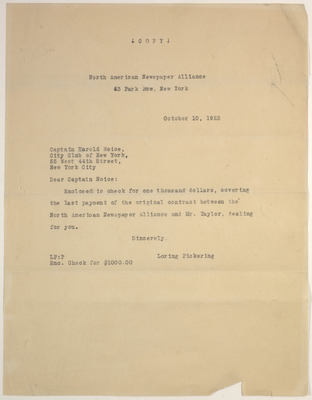 (COPY)
North American Newspaper Alliance
63 Park Row, New York
October 10, 1923
Captain Harold Noice,
City Club of New York,
55 West 44th Street,
New York City
Dear Captain Noice:
Enclosed is check for one thousand dollars, covering
the last payment of the original contract between the
North American Newspaper Alliance and Mr. Taylor, dealing
for you.
Sincerely
LP:P Loring Pickering
Enc. Check for $1000.00